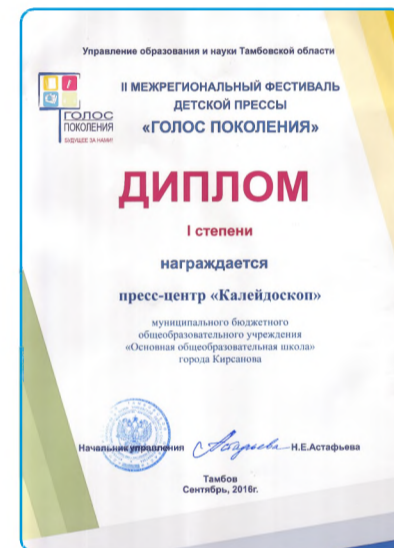 Управление образования и науки Тамбовской области
II МЕЖРЕГИОНАЛЬНЫЙ ФЕСТИВАЛЬ
ДЕТСКОЙ ПРЕССЫ
«ГОЛОС ПОКОЛЕНИЯ»
ГОЛОС
ПОКОЛЕНИЯ
БУДУЩЕЕ ЗА НАМИ!
ДИПЛОМ
I степени
награждается
пресс-центр «Калейдоскоп»
муниципального бюджетного
общеобразовательного учреждения
«Основная общеобразовательная школа»
города Кирсанова
Начальник управления Н.Е.Астафьева
Тамбов
Сентябрь, 2016г.